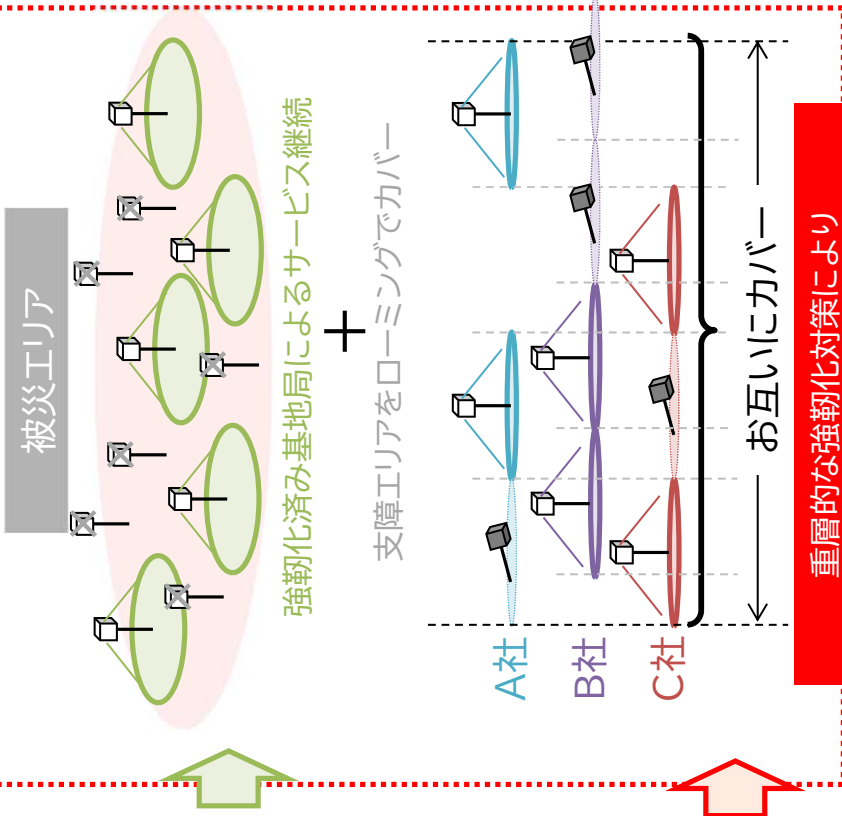 被災エリア
強靭化済み基地局によるサービス継続
＋
支障エリアをローミングでカバー
A社
B社
C社
お互いにカバー
重層的な強靭化対策により